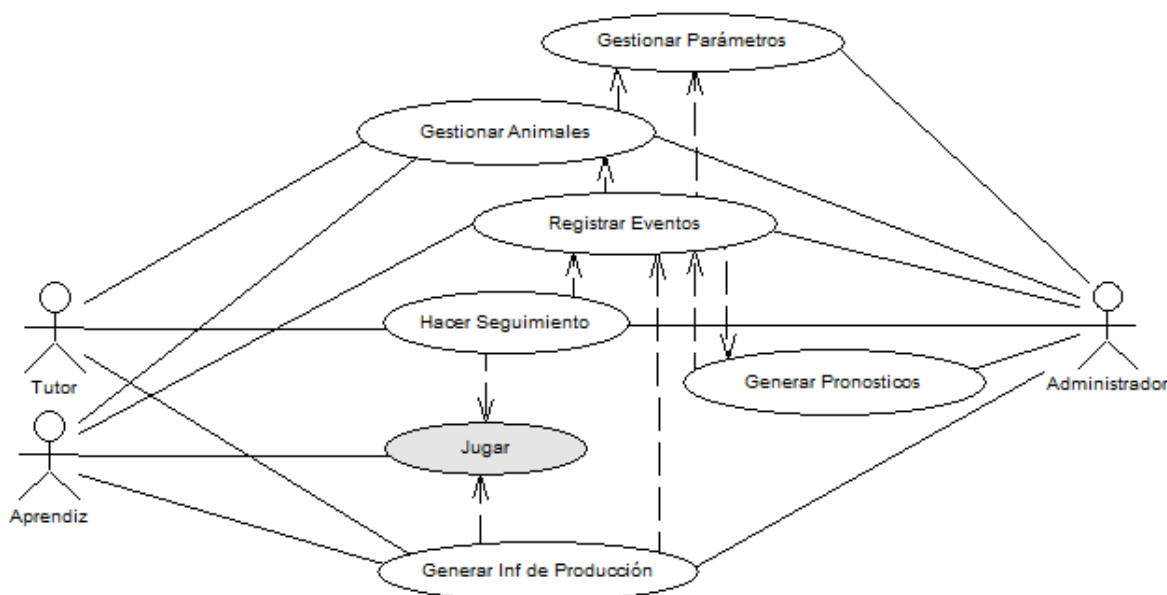 Gestionar Parámetros
Gestionar Animales
Registrar Eventos
Hacer Seguimiento
Tutor
Generar Pronosticos
Administrador
Jugar
Aprendiz
Generar Inf de Producción